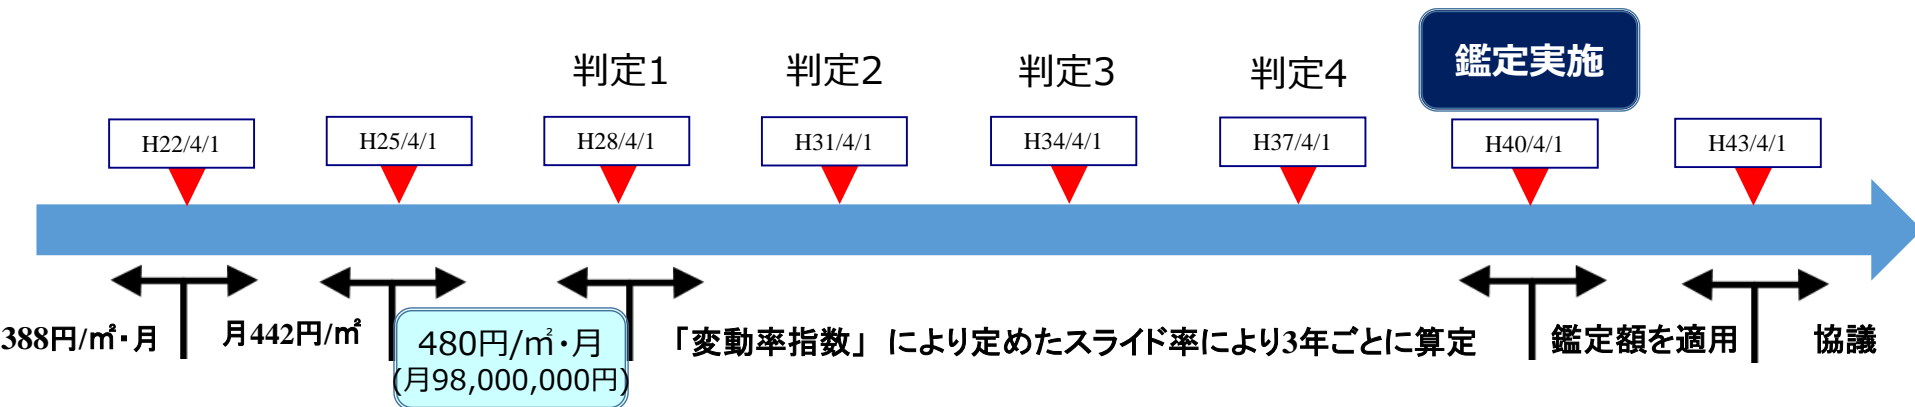 鑑定実施
判定1
判定2
判定3
判定4
H22/4/1
H25/4/1
H28/4/1
H31/4/1
H34/4/1
H37/4/1
H40/4/1
H43/4/1
388円/㎡・月
月442円/㎡
480円/㎡・月
(月98,000,000円)
「変動率指数」 により定めたスライド率により3年ごとに算定
鑑定額を適用
協議